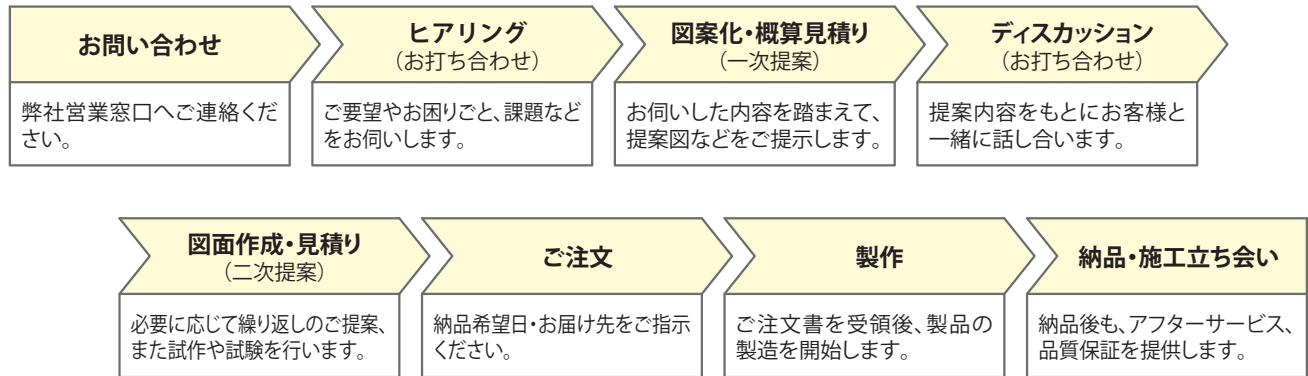 お問い合わせ
弊社営業窓口へご連絡くだ
さい。
ヒアリング
（お打ち合わせ）
ご要望やお困りごと、課題など
をお伺いします。
図案化・概算見積り
（一次提案）
お伺いした内容を踏まえて、
提案図などをご提示します。
ディスカッション
（お打ち合わせ）
提案内容をもとにお客様と
一緒に話し合います。
図面作成・見積り
（二次提案）
必要に応じて繰り返しのご提案、
また試作や試験を行います。
ご注文
納品希望日・お届け先をご指示
ください。
製作
ご注文書を受領後、製品の
製造を開始します。
納品・施工立ち会い
納品後も、アフターサービス、
品質保証を提供します。